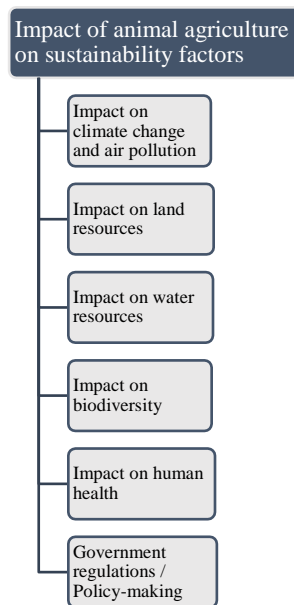 Impact of animal agriculture
on sustainability factors
Impact on
climate change
and air pollution
Impact on land
resources
Impact on water
resources
Impact on
biodiversity
Impact on human
health
Government
regulations /
Policy-making